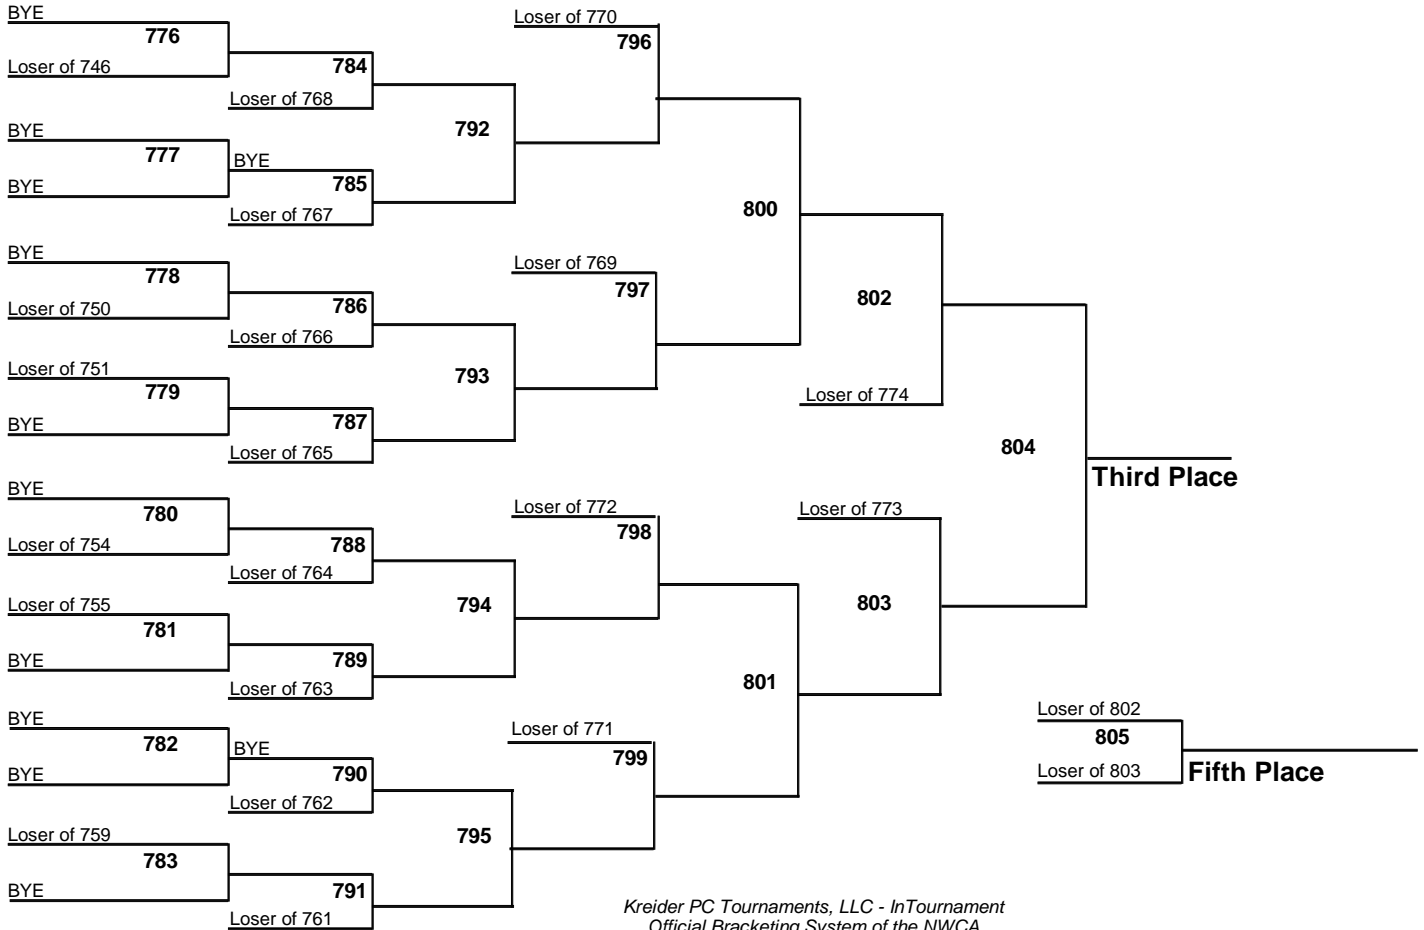 BYE
776
Loser of 746
784
Loser of 768
BYE
777
BYE
BYE
785
Loser of 767
792
Loser of 770
796
BYE
778
Loser of 750
786
Loser of 766
Loser of 751
779
BYE
787
Loser of 765
793
Loser of 769
797
800
802
Loser of 774
BYE
780
Loser of 754
788
Loser of 764
Loser of 755
781
BYE
789
Loser of 763
794
Loser of 772
798
BYE
782
BYE
BYE
790
Loser of 762
Loser of 759
783
BYE
791
Loser of 761
795
Loser of 771
799
801
Loser of 773
803
804
Third Place
Loser of 802
805
Loser of 803
Fifth Place
Kreider PC Tournaments, LLC - InTournament
Official Bracketing System of the NWCA